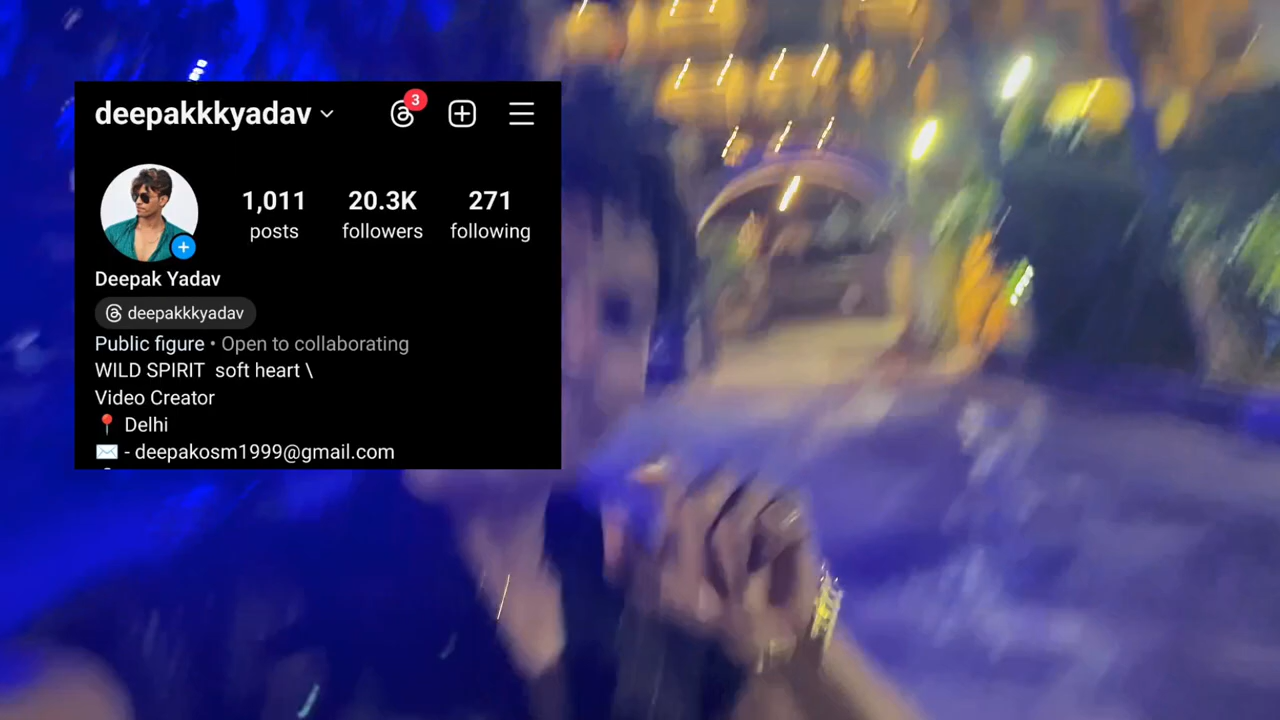 deepakkkyadav
3
1,011 20.3K 271
posts followers following
Deepak Yadav
deepakkkyadav
Public figure • Open to collaborating
WILD SPIRIT soft heart \
Video Creator
📍 Delhi
✉️ - deepakosm1999@gmail.com